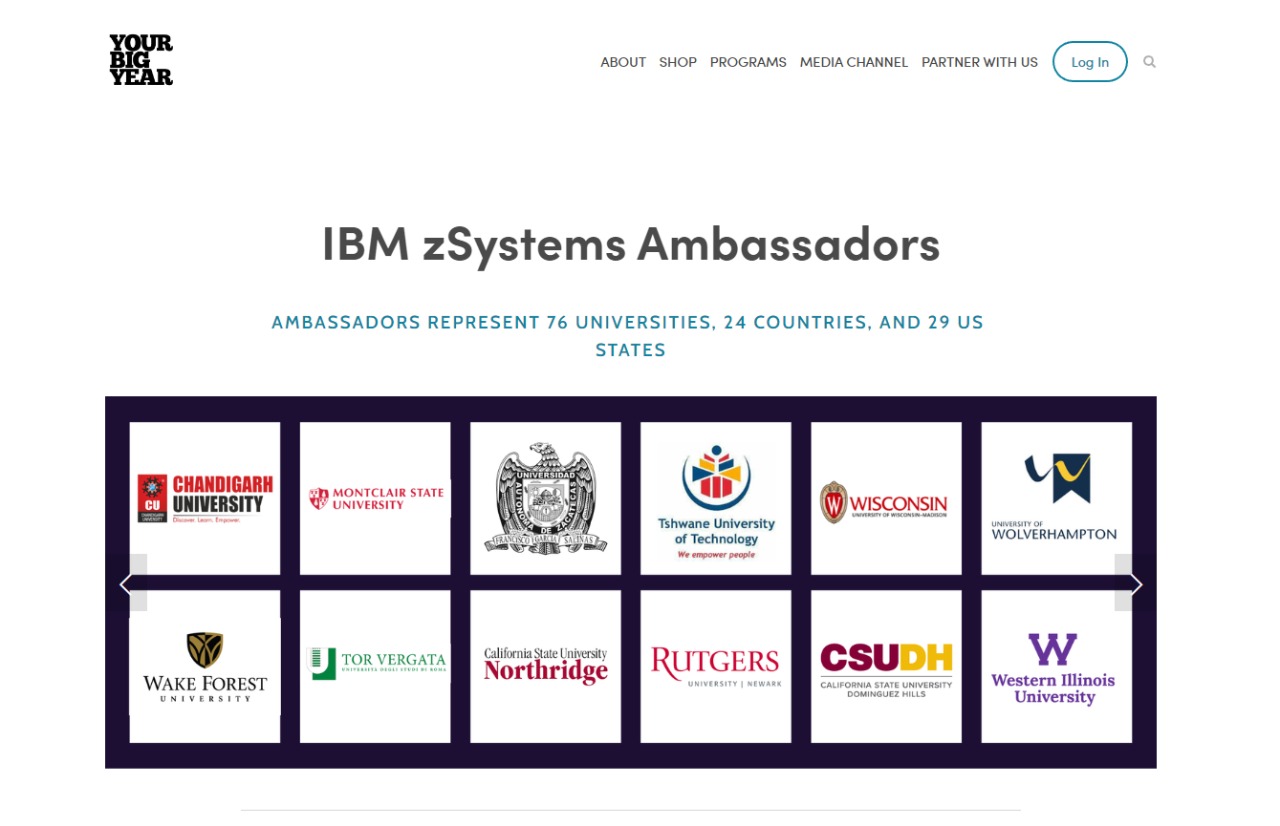 YOUR
BIG
YEAR
ABOUT SHOP PROGRAMS MEDIA CHANNEL PARTNER WITH US Log In
IBM zSystems Ambassadors
AMBASSADORS REPRESENT 76 UNIVERSITIES, 24 COUNTRIES, AND 29 US
STATES
CU
CHANDIGARH
UNIVERSITY
CHANDIGARH
UNIVERSITY
Discover. Learn. Empower.
MONTCLAIR STATE
UNIVERSITY
UNIVERSIDAD
AUTONOMA DE ZACATECAS
FRANCISCO GARCIA SALINAS
Tshwane University
of Technology
We empower people
W
WISCONSIN
UNIVERSITY OF WISCONSIN–MADISON
UNIVERSITY OF
WOLVERHAMPTON
WAKE FOREST
UNIVERSITY
TOR VERGATA
UNIVERSITÀ DEGLI STUDI DI ROMA
California State University
Northridge
RUTGERS
UNIVERSITY | NEWARK
CSUDH
CALIFORNIA STATE UNIVERSITY
DOMINGUEZ HILLS
W
Western Illinois
University